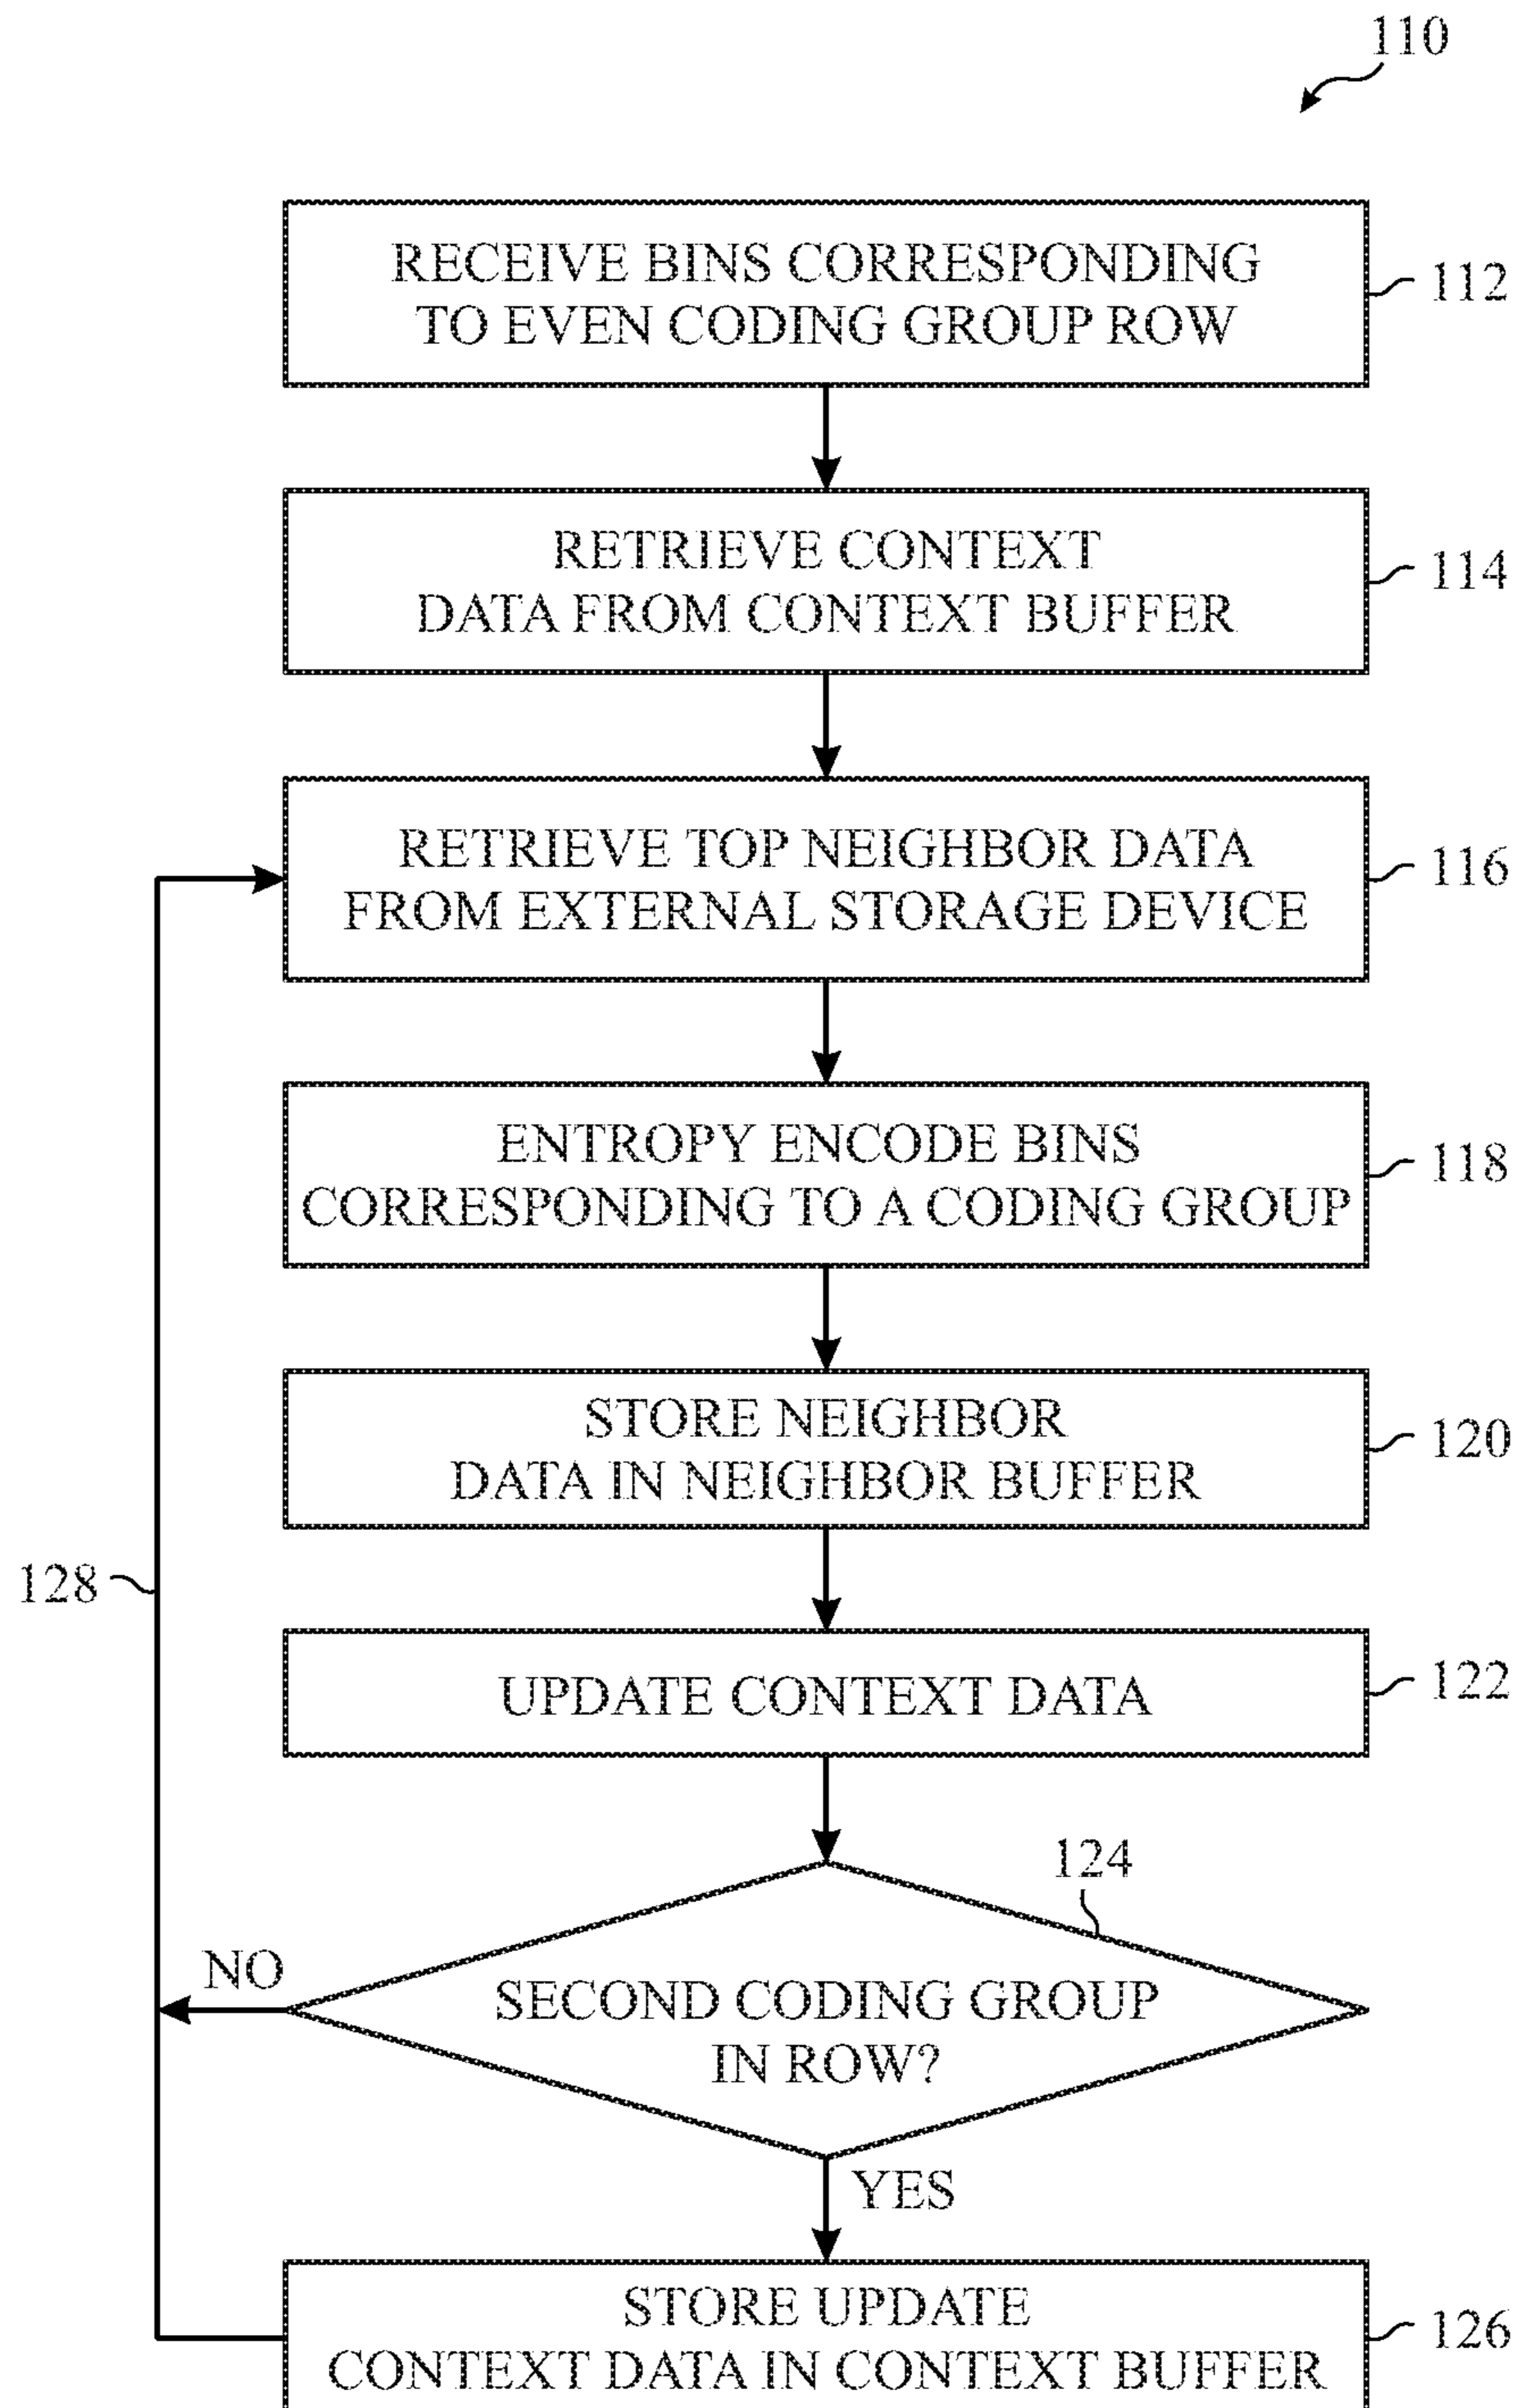 110
RECEIVE BINS CORRESPONDING
TO EVEN CODING GROUP ROW
112
RETRIEVE CONTEXT
DATA FROM CONTEXT BUFFER
114
RETRIEVE TOP NEIGHBOR DATA
FROM EXTERNAL STORAGE DEVICE
116
ENTROPY ENCODE BINS
CORRESPONDING TO A CODING GROUP
118
STORE NEIGHBOR
DATA IN NEIGHBOR BUFFER
120
128
UPDATE CONTEXT DATA
122
124
NO
SECOND CODING GROUP
IN ROW?
YES
STORE UPDATE
CONTEXT DATA IN CONTEXT BUFFER
126